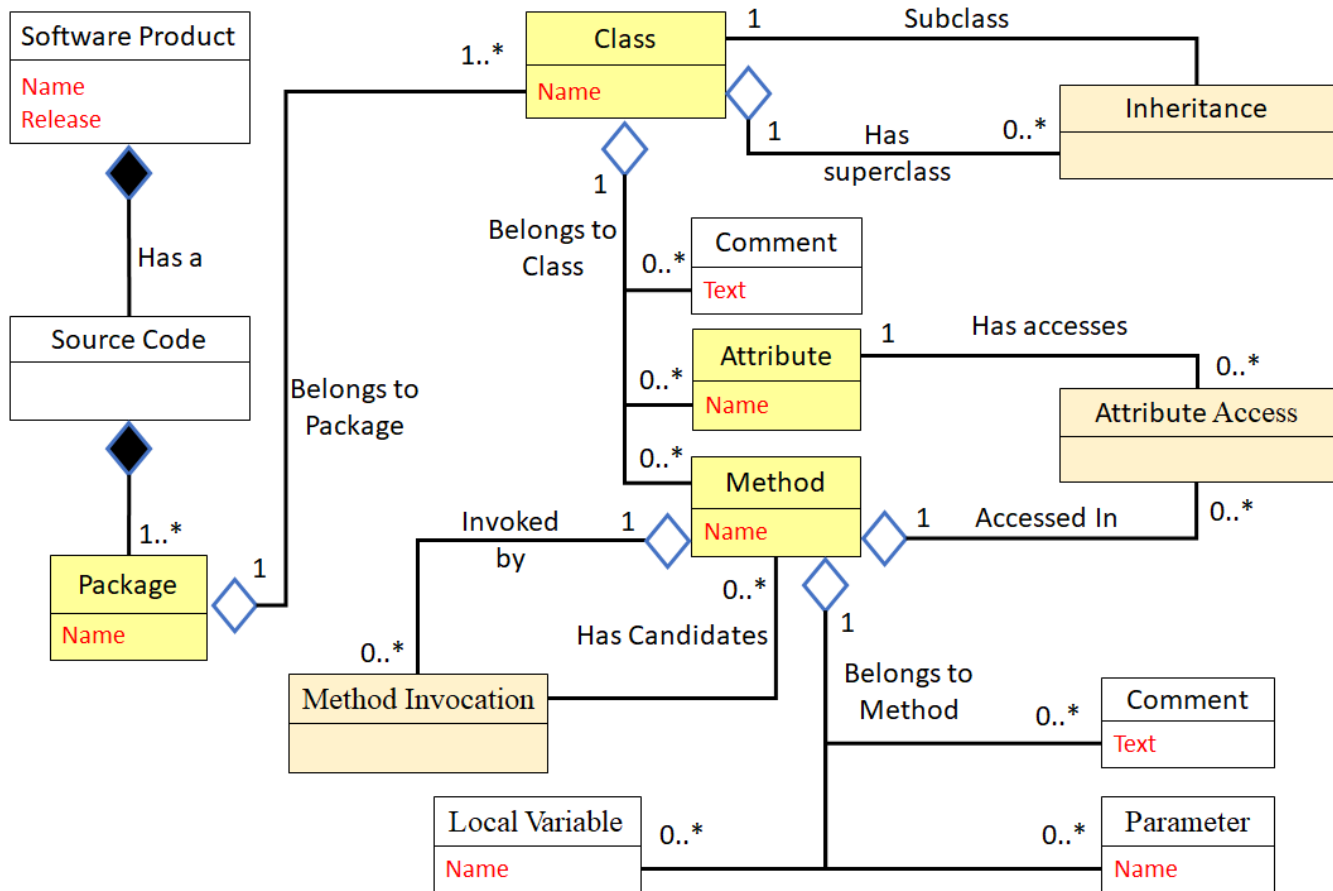 Software Product
Name
Release
Has a
Source Code
1..*
Package
Name
1
Belongs to
Package
1..*
Class
Name
1
Subclass
1
Has
superclass
0..*
Inheritance
1
Belongs to
Class
0..*
Comment
Text
0..*
Attribute
Name
1
Has accesses
0..*
Attribute Access
0..*
Method
Name
1
Accessed In
0..*
1
Invoked
by
0..*
Method Invocation
0..*
Has Candidates
1
Belongs to
Method
0..*
Comment
Text
Local Variable
Name
0..*
0..*
Parameter
Name